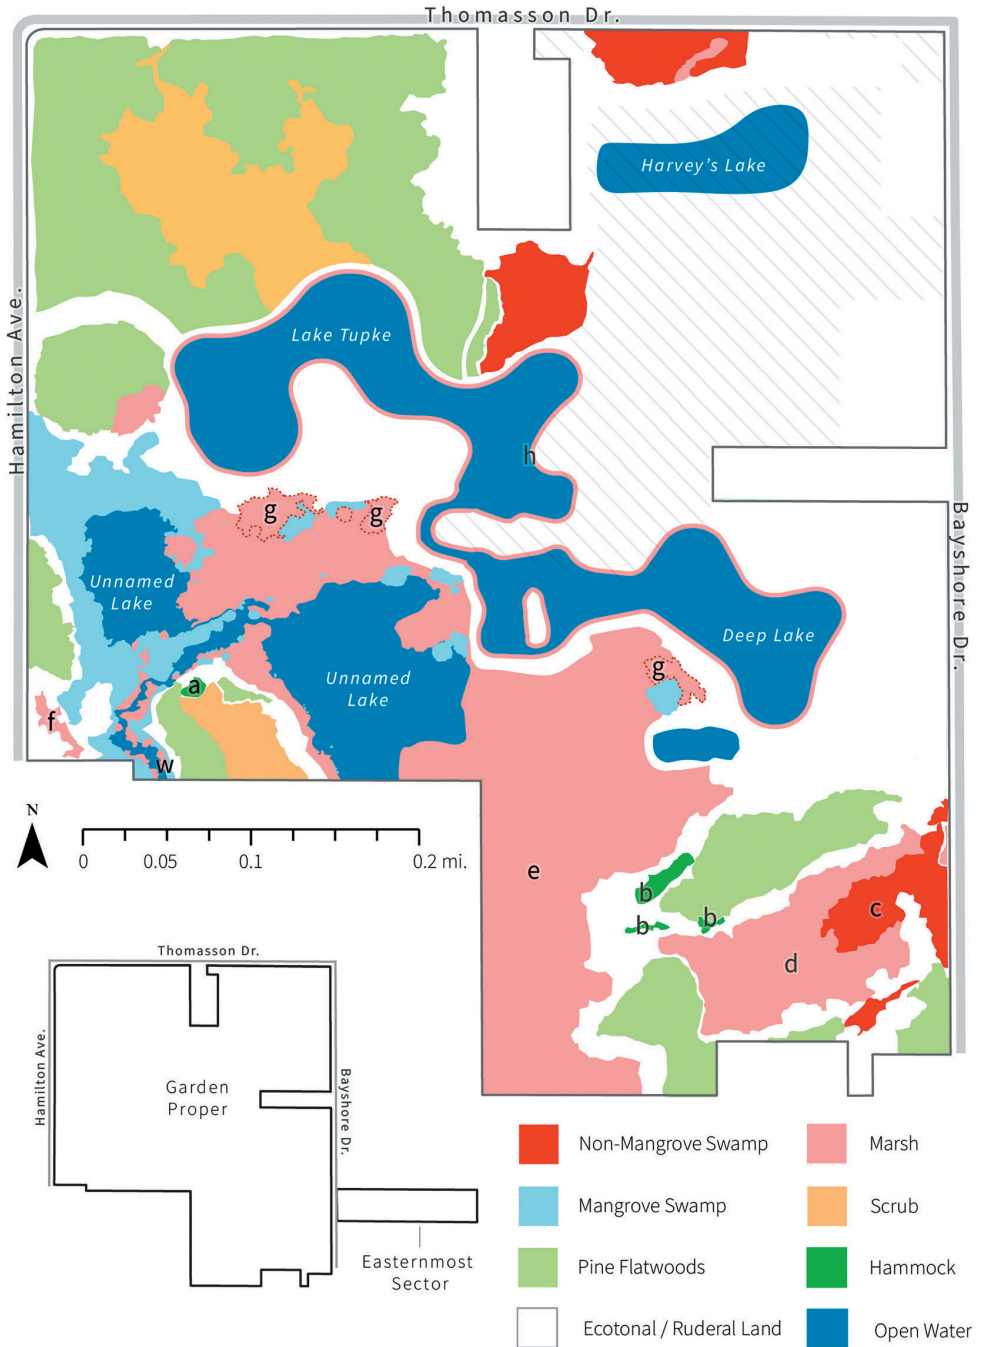 Thomasson Dr.
Harvey's Lake
Hamilton Ave.
Lake Tupke
h
g
g
Bayshore Dr.
Unnamed
Lake
Deep Lake
g
a
Unnamed
Lake
f
w
N
0
0.05
0.1
0.2 mi.
e
b
b
b
c
d
Thomasson Dr.
Hamilton Ave.
Garden
Proper
Bayshore Dr.
Easternmost
Sector
Non-Mangrove Swamp
Marsh
Mangrove Swamp
Scrub
Pine Flatwoods
Hammock
Ecotonal / Ruderal Land
Open Water